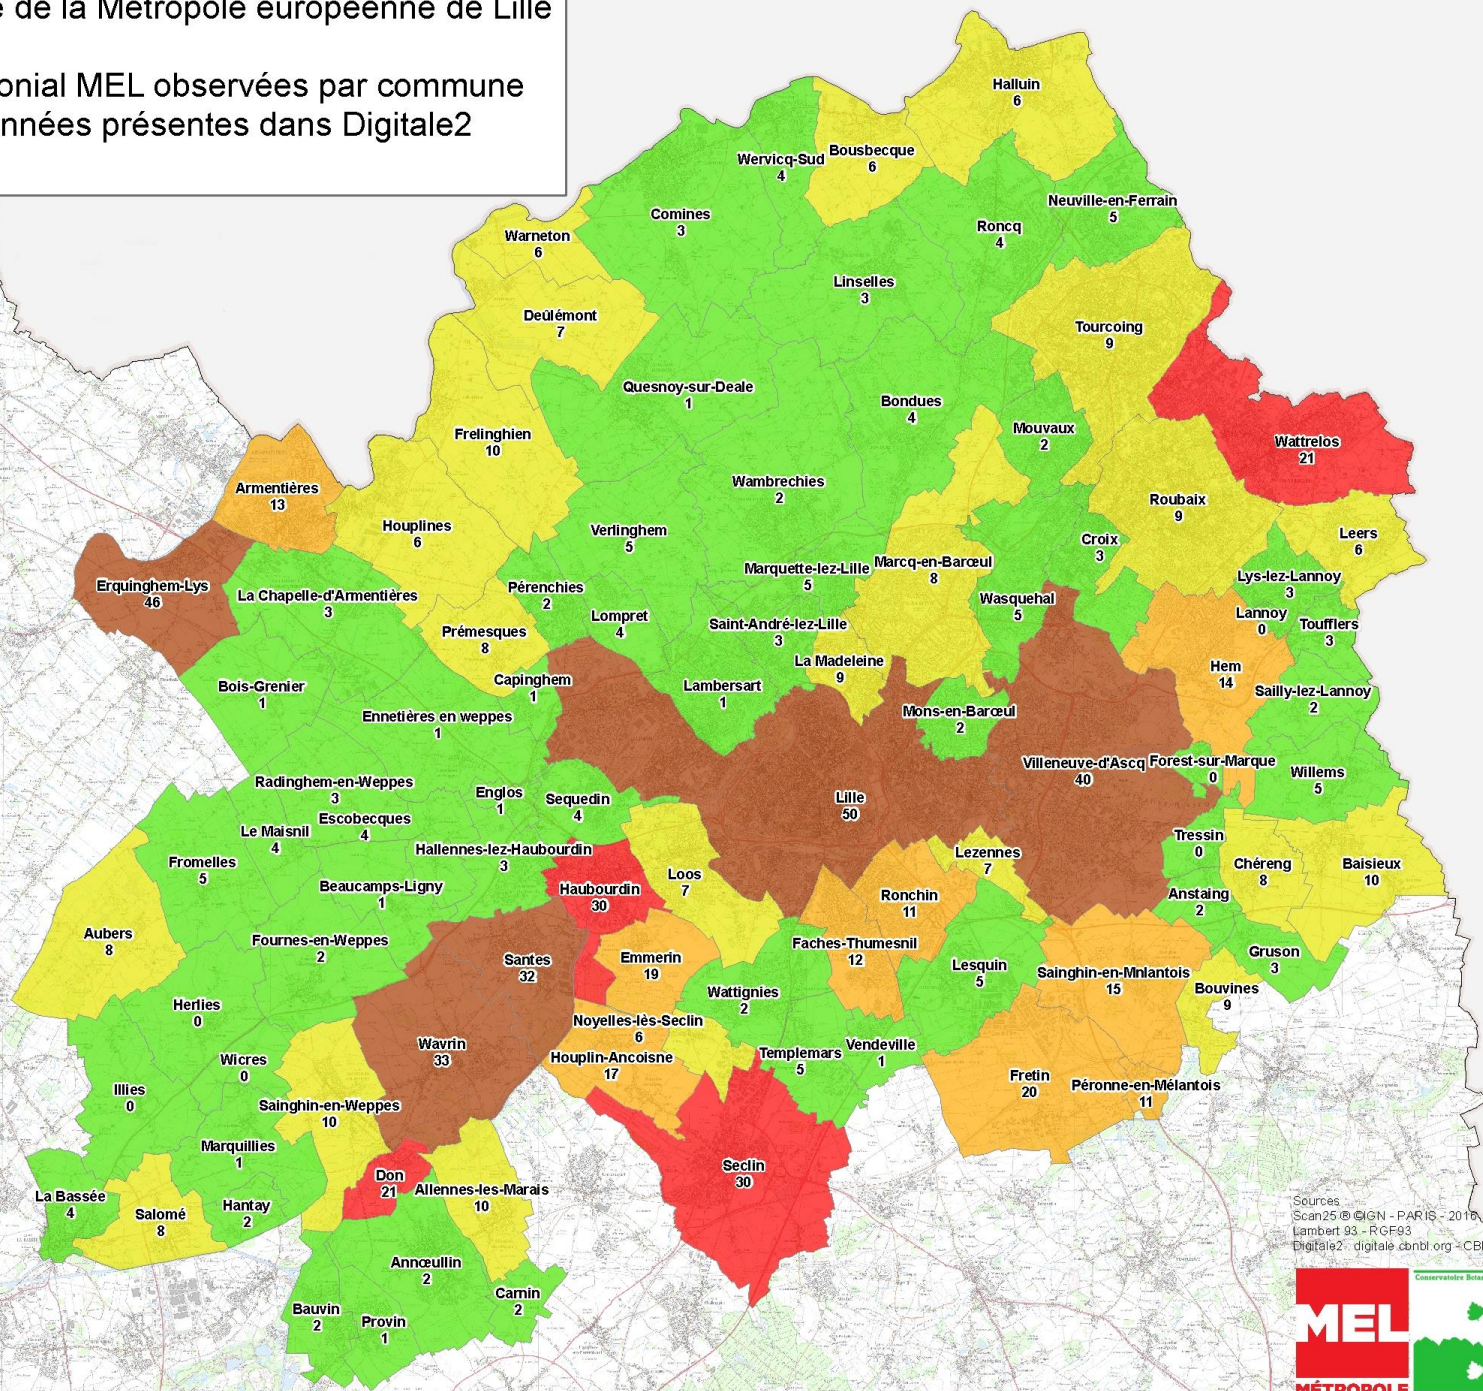 de la Métropole européenne de Lille
onial MEL observées par commune
nnées présentes dans Digitale2
Halluin
6
Bousbecque
6
Wervicq-Sud
4
Neuville-en-Ferrain
5
Comines
3
Roncq
4
Warneton
6
Linselles
3
Deûlémont
7
Tourcoing
9
Quesnoy-sur-Deale
1
Bondues
4
Mouvaux
2
Frelinghien
10
Wattrelos
21
Armentières
13
Wambrechies
2
Roubaix
9
Houplines
6
Verlinghem
5
Leers
6
Croix
3
Marquette-lez-Lille
5
Marcq-en-Barœul
8
Erquinghem-Lys
46
La Chapelle-d'Armentières
3
Pérenchies
2
Lys-lez-Lannoy
3
Wasquehal
5
Lompret
4
Saint-André-lez-Lille
3
Lannoy
0
Toufflers
3
Prémesques
8
La Madeleine
9
Hem
14
Capinghem
1
Lambersart
1
Bois-Grenier
1
Sailly-lez-Lannoy
2
Mons-en-Barœul
2
Ennetières en weppes
1
Villeneuve-d'Ascq
40
Forest-sur-Marque
0
Willems
5
Radinghem-en-Weppes
3
Englos
1
Sequedin
4
Lille
50
Escobecques
4
Le Maisnil
4
Tressin
0
Hallennes-lez-Haubourdin
3
Lezennes
7
Fromelles
5
Chéreng
8
Baisieux
10
Loos
7
Beaucamps-Ligny
1
Haubourdin
30
Ronchin
11
Anstaing
2
Aubers
8
Fournes-en-Weppes
2
Faches-Thumesnil
12
Gruson
3
Santes
32
Emmerin
19
Lesquin
5
Sainghin-en-Mnlantois
15
Bouvines
9
Wattignies
2
Herlies
0
Noyelles-lès-Seclin
6
Wavrin
33
Vendeville
1
Templemars
5
Houplin-Ancoisne
17
Wicres
0
Fretin
20
Péronne-en-Mélantois
11
Illies
0
Sainghin-en-Weppes
10
Marquillies
1
Seclin
30
Don
21
Allennes-les-Marais
10
La Bassée
4
Hantay
2
Salomé
8
Annœullin
2
Carnin
2
Bauvin
2
Provin
1
Sources
Scan25 ® ©IGN - PARIS - 2016
Lambert 93 - RGF93
Digitale2 digitale.cbnbl.org - CB
Conservatoire
MEL
MÉTROPOLE